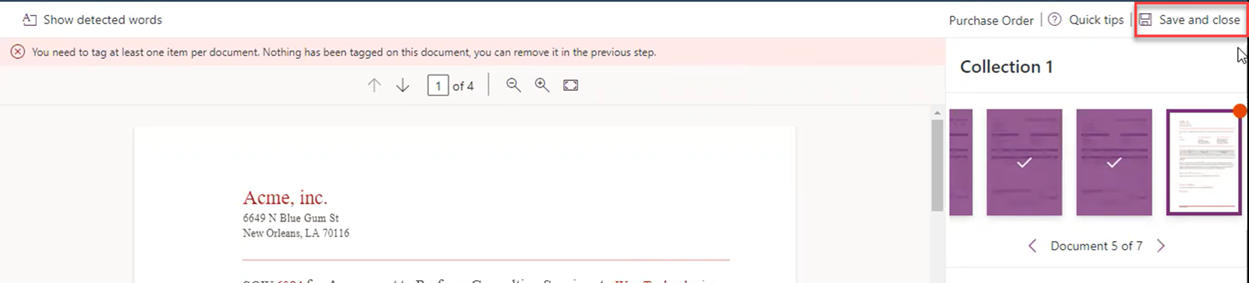 Show detected words
Purchase Order | Quick tips | Save and close
You need to tag at least one item per document. Nothing has been tagged on this document, you can remove it in the previous step.
1 of 4
Collection 1
Acme, inc.
6649 N Blue Gum St
New Orleans, LA 70116
Document 5 of 7